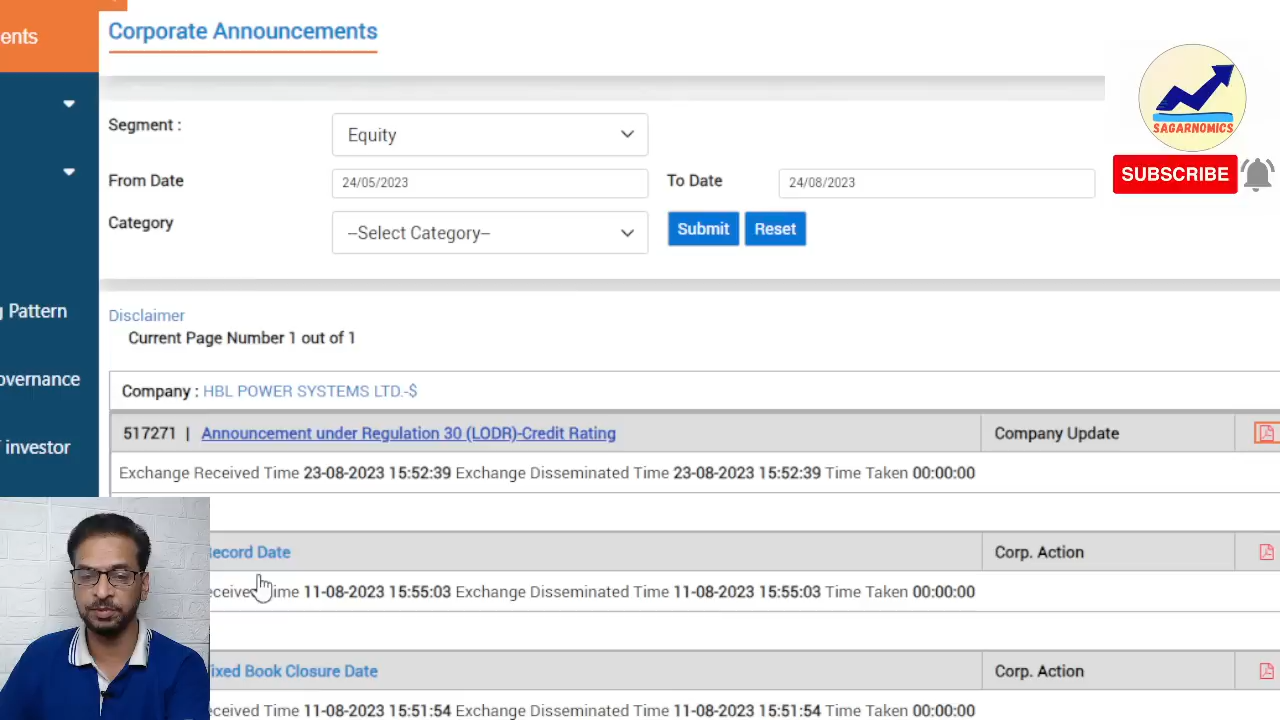 ents
Corporate Announcements
SAGARNOMICS
SUBSCRIBE
Segment :
Equity
From Date
24/05/2023
To Date
24/08/2023
Category
--Select Category--
Submit
Reset
g Pattern
overnance
investor
Disclaimer
Current Page Number 1 out of 1
Company : HBL POWER SYSTEMS LTD.-$
517271 | Announcement under Regulation 30 (LODR)-Credit Rating Company Update
Exchange Received Time 23-08-2023 15:52:39 Exchange Disseminated Time 23-08-2023 15:52:39 Time Taken 00:00:00
ecord Date Corp. Action
eceive Time 11-08-2023 15:55:03 Exchange Disseminated Time 11-08-2023 15:55:03 Time Taken 00:00:00
ixed Book Closure Date Corp. Action
ceived Time 11-08-2023 15:51:54 Exchange Disseminated Time 11-08-2023 15:51:54 Time Taken 00:00:00